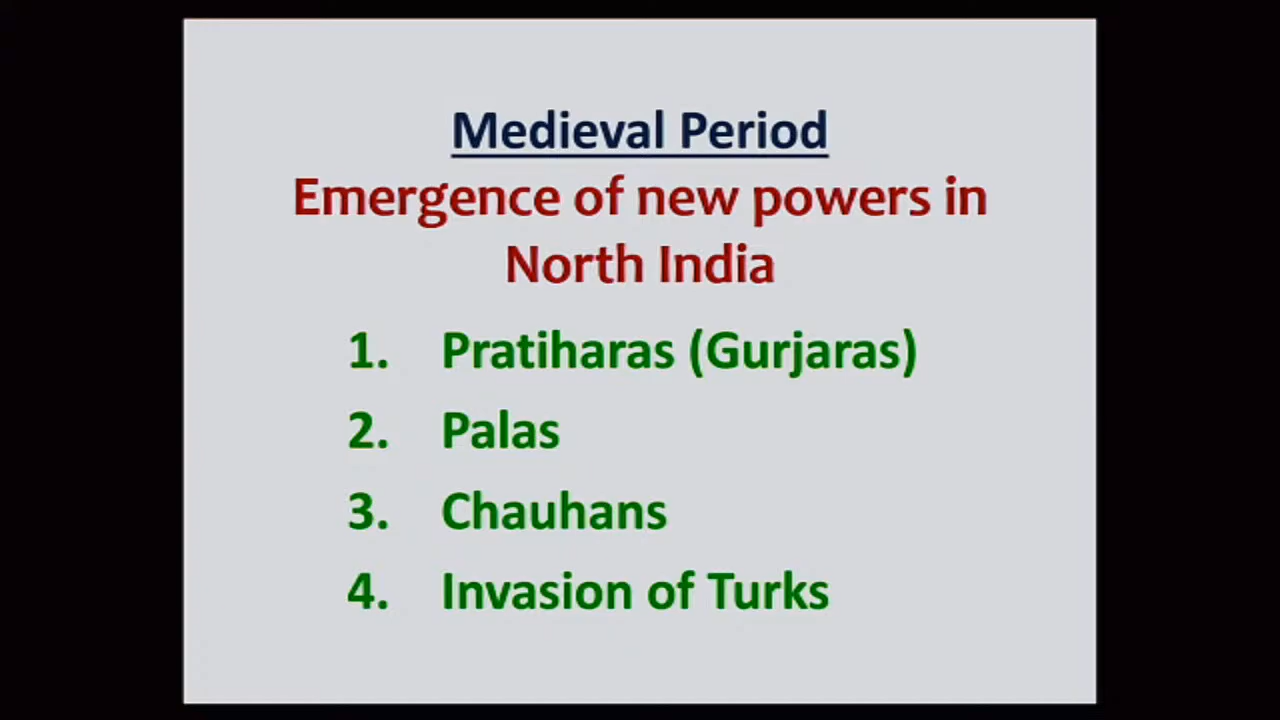 Medieval Period
Emergence of new powers in
North India
1. Pratiharas (Gurjaras)
2. Palas
3. Chauhans
4. Invasion of Turks